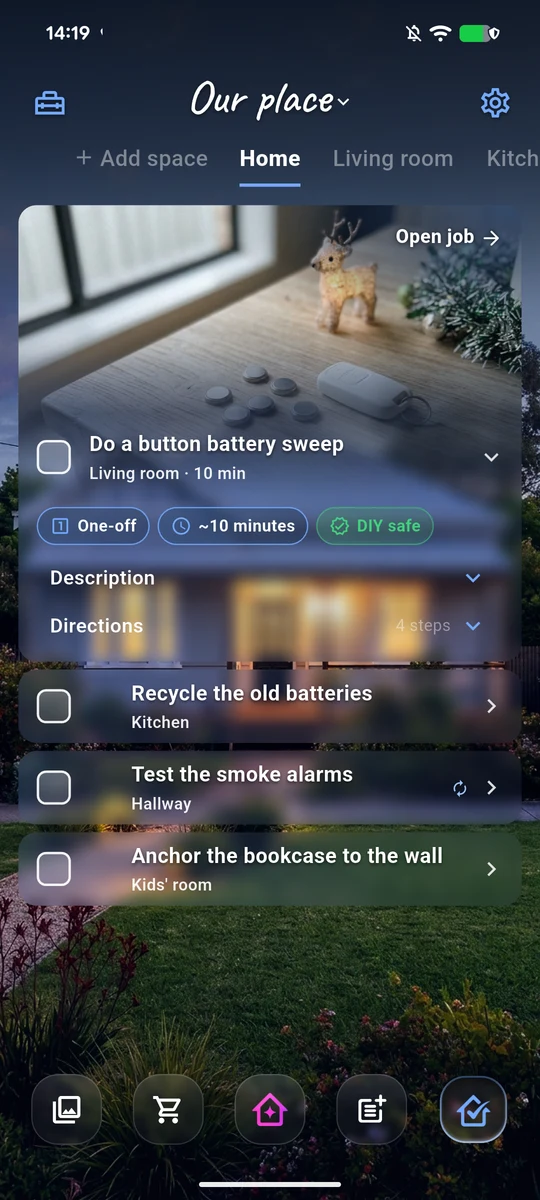 14:19
Our place
+ Add space
Home
Living room
Kitch
Open job →
Do a button battery sweep
Living room · 10 min
1 One-off
~10 minutes
DIY safe
Description
Directions
4 steps
Recycle the old batteries
Kitchen
Test the smoke alarms
Hallway
Anchor the bookcase to the wall
Kids' room